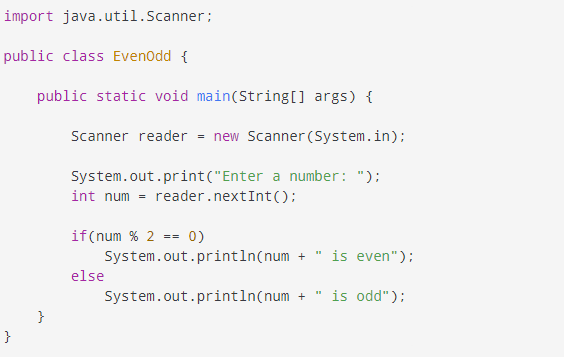 import java.util.Scanner;
public class EvenOdd {
public static void main(String[] args) {
Scanner reader = new Scanner(System.in);
System.out.print("Enter a number: ");
int num = reader.nextInt();
if(num % 2 == 0)
System.out.println(num + " is even");
else
System.out.println(num + " is odd");
}
}